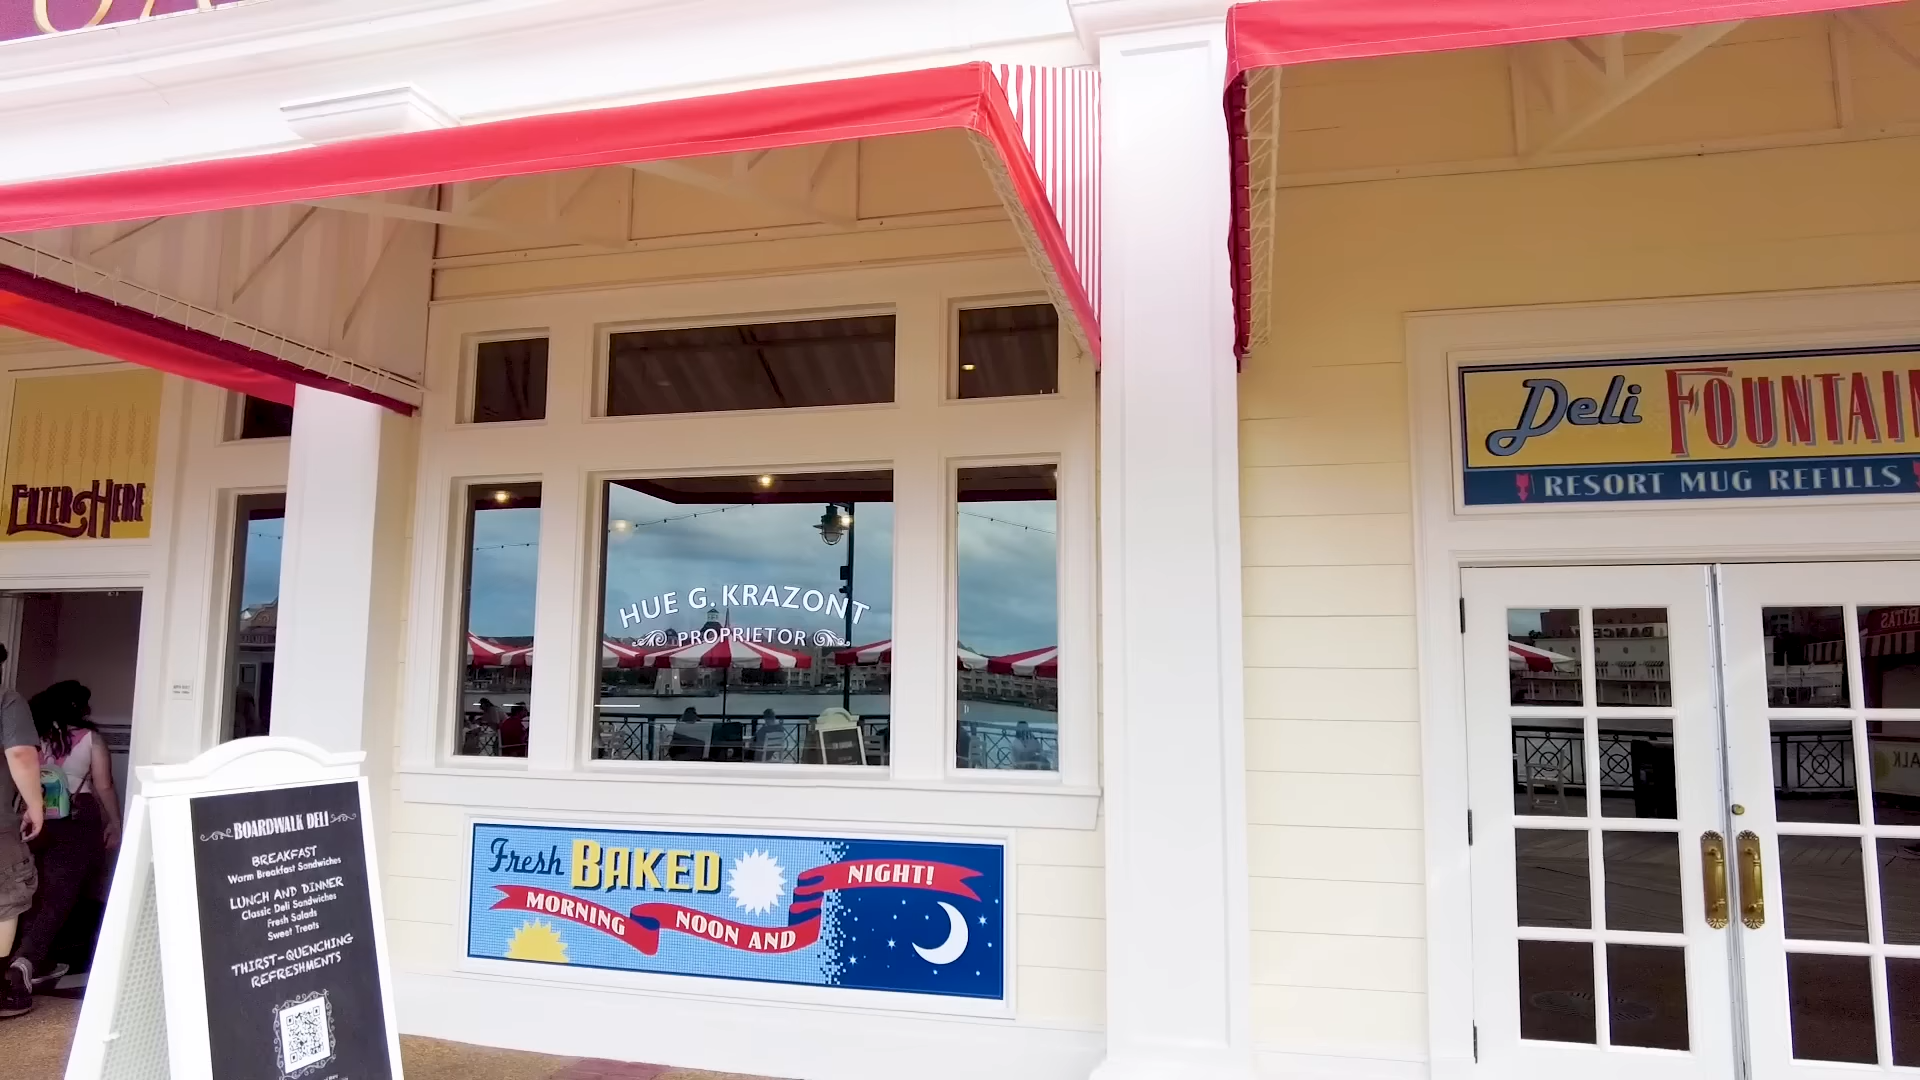 ENTER HERE
HUE G. KRAZONT
PROPRIETOR
Deli FOUNTAIN
RESORT MUG REFILLS
Fresh BAKED
MORNING NOON AND NIGHT!
BOARDWALK DELI
BREAKFAST
Warm Breakfast Sandwiches
LUNCH AND DINNER
Classic Deli Sandwiches
Fresh Salads
Sweet Treats
THIRST-QUENCHING
REFRESHMENTS